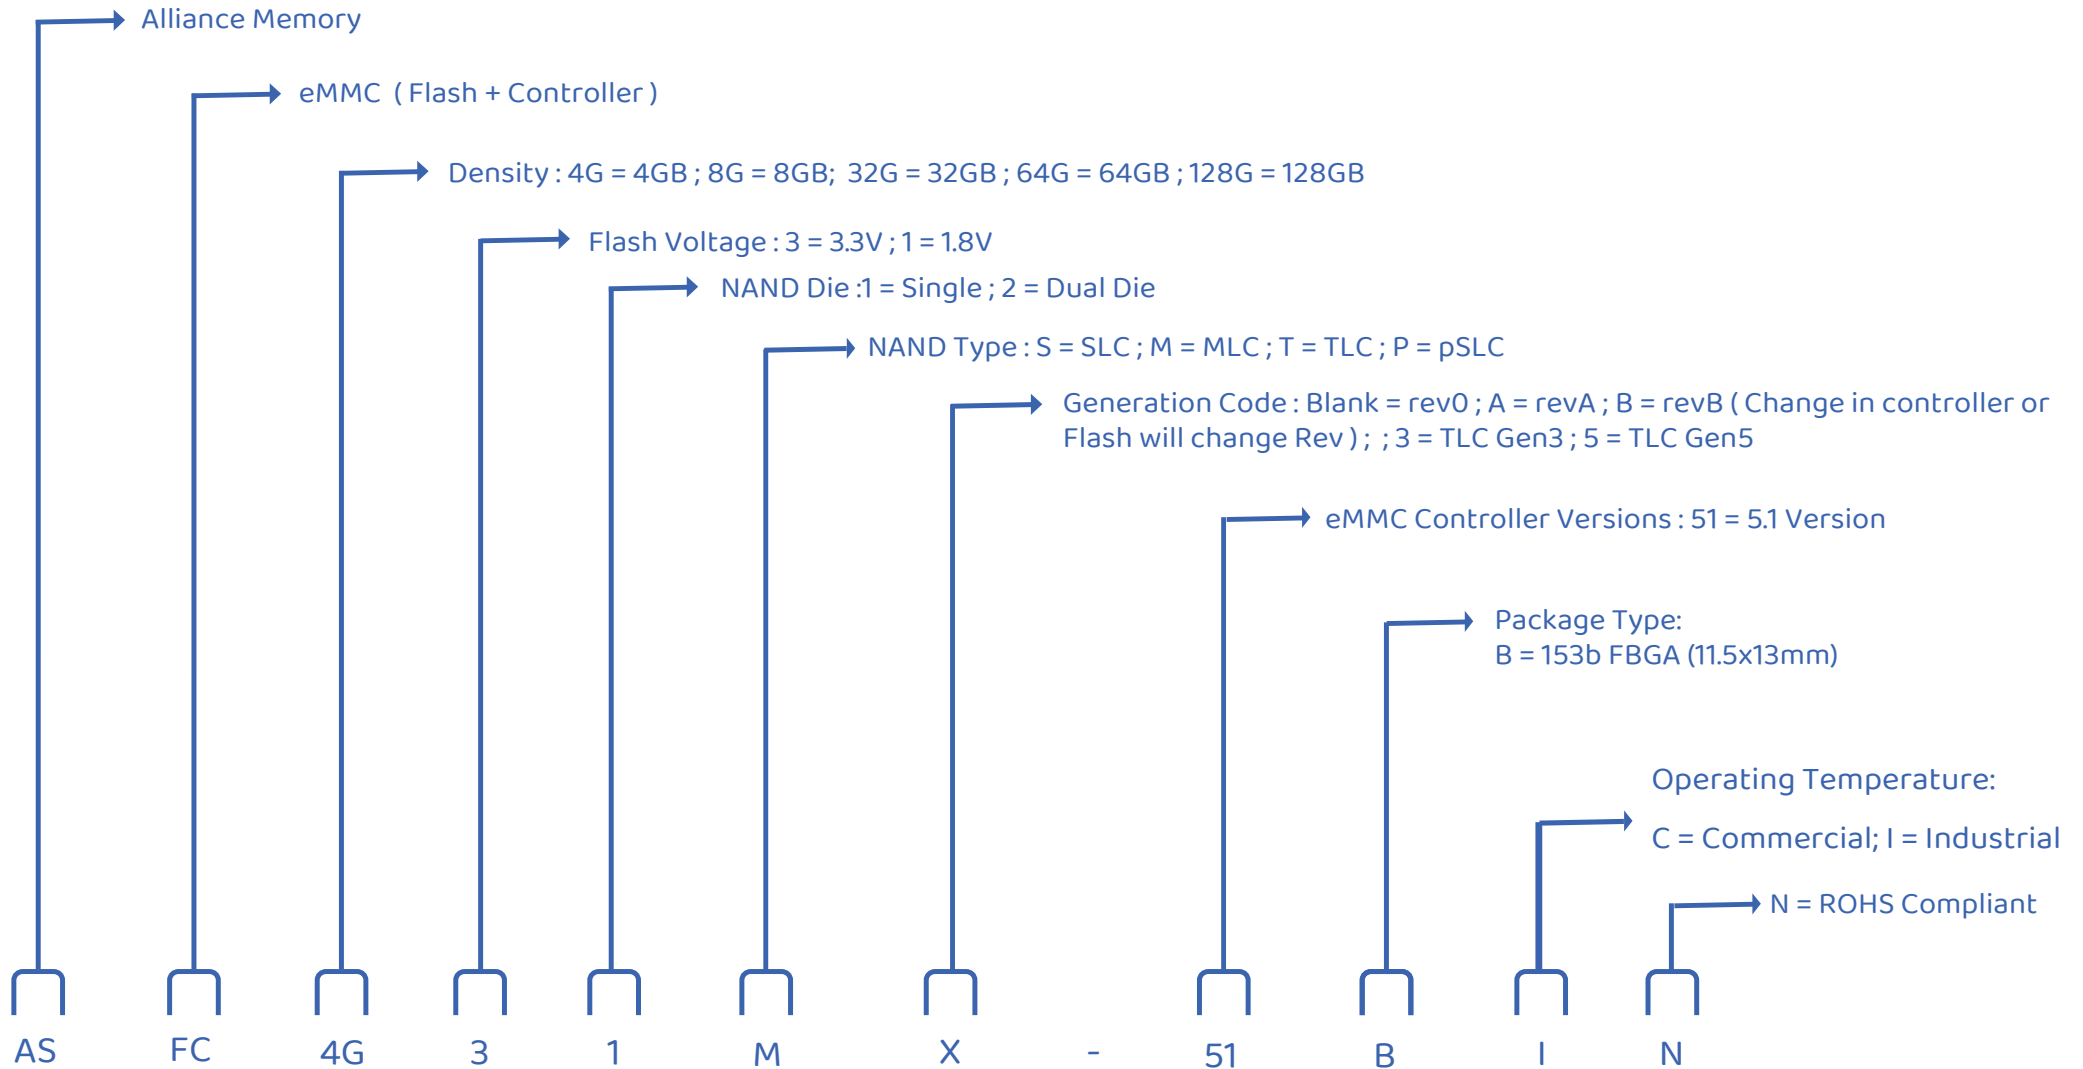 Alliance Memory
eMMC ( Flash + Controller )
Density : 4G = 4GB ; 8G = 8GB; 32G = 32GB ; 64G = 64GB ; 128G = 128GB
Flash Voltage : 3 = 3.3V ; 1 = 1.8V
NAND Die :1 = Single ; 2 = Dual Die
NAND Type : S = SLC ; M = MLC ; T = TLC ; P = pSLC
Generation Code : Blank = rev0 ; A = revA ; B = revB ( Change in controller or
Flash will change Rev ) ; ; 3 = TLC Gen3 ; 5 = TLC Gen5
eMMC Controller Versions : 51 = 5.1 Version
Package Type:
B = 153b FBGA (11.5x13mm)
Operating Temperature:
C = Commercial; I = Industrial
N = ROHS Compliant
AS FC 4G 3 1 M X - 51 B I N